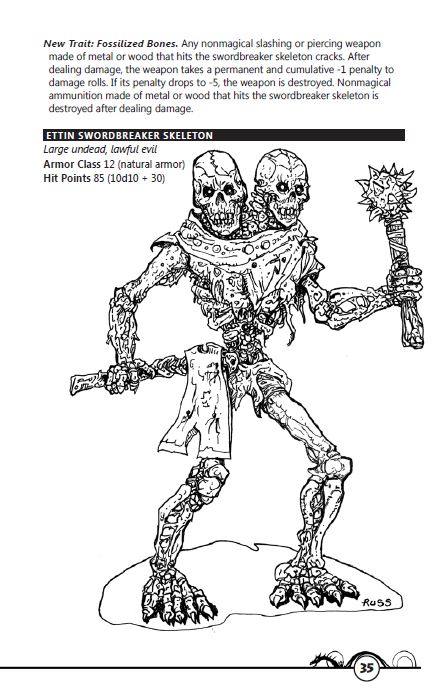 New Trait: Fossilized Bones. Any nonmagical slashing or piercing weapon
made of metal or wood that hits the swordbreaker skeleton cracks. After
dealing damage, the weapon takes a permanent and cumulative -1 penalty to
damage rolls. If its penalty drops to -5, the weapon is destroyed. Nonmagical
ammunition made of metal or wood that hits the swordbreaker skeleton is
destroyed after dealing damage.
ETTIN SWORDBREAKER SKELETON
Large undead, lawful evil
Armor Class 12 (natural armor)
Hit Points 85 (10d10 + 30)
RUSS
35